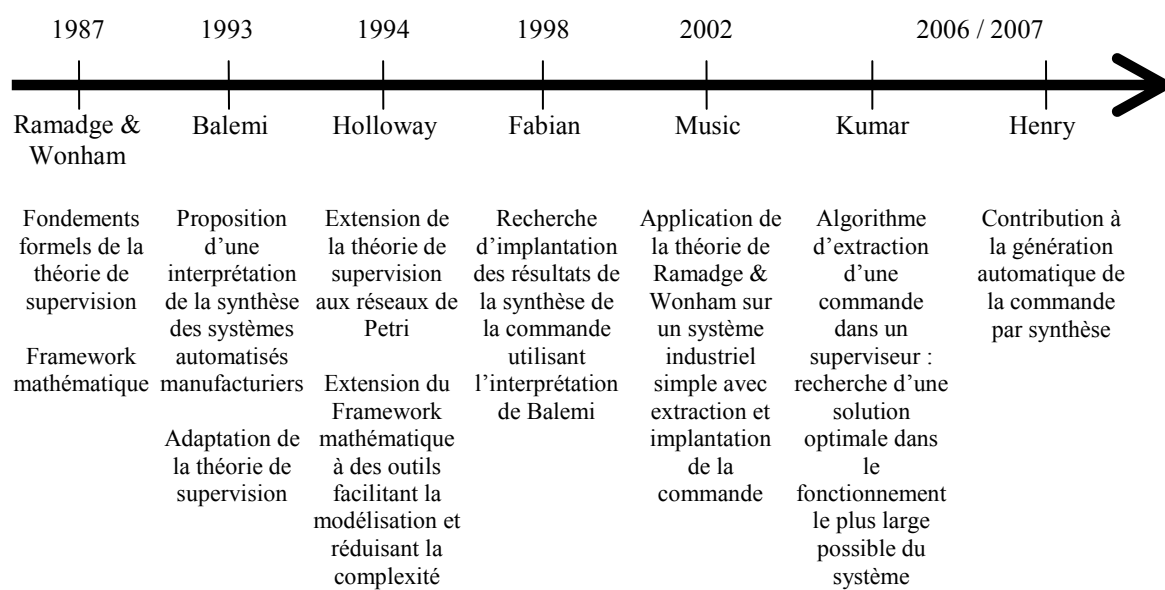 1987
1993
1994
1998
2002
2006 / 2007
Ramadge &
Wonham
Balemi
Holloway
Fabian
Music
Kumar
Henry
Fondements
formels de la
théorie de
supervision
Framework
mathématique
Proposition
d’une
interprétation
de la synthèse
des systèmes
automatisés
manufacturiers
Adaptation de
la théorie de
supervision
Extension de
la théorie de
supervision
aux réseaux de
Petri
Extension du
Framework
mathématique
à des outils
facilitant la
modélisation et
réduisant la
complexité
Recherche
d’implantation
des résultats de
la synthèse de
la commande
utilisant
l’interprétation
de Balemi
Application de
la théorie de
Ramadge &
Wonham sur
un système
industriel
simple avec
extraction et
implantation
de la
commande
Algorithme
d’extraction
d’une
commande
dans un
superviseur :
recherche d’une
solution
optimale dans
le
fonctionnement
le plus large
possible du
système
Contribution à
la génération
automatique de
la commande
par synthèse